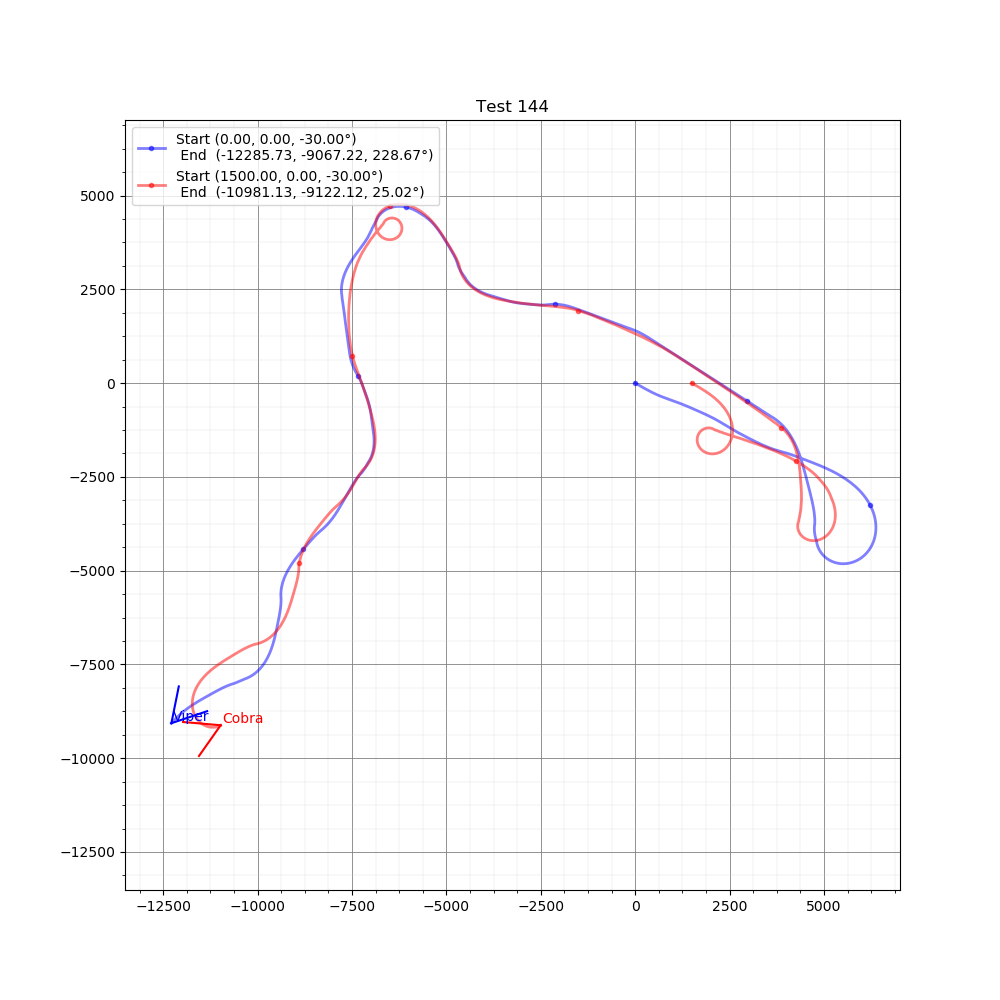 Test 144
Start (0.00, 0.00, -30.00°)
End  (-12285.73, -9067.22, 228.67°)
Start (1500.00, 0.00, -30.00°)
End  (-10981.13, -9122.12, 25.02°)
5000
2500
0
−2500
−5000
−7500
−10000
−12500
Viper
Cobra
−12500 −10000 −7500 −5000 −2500 0 2500 5000